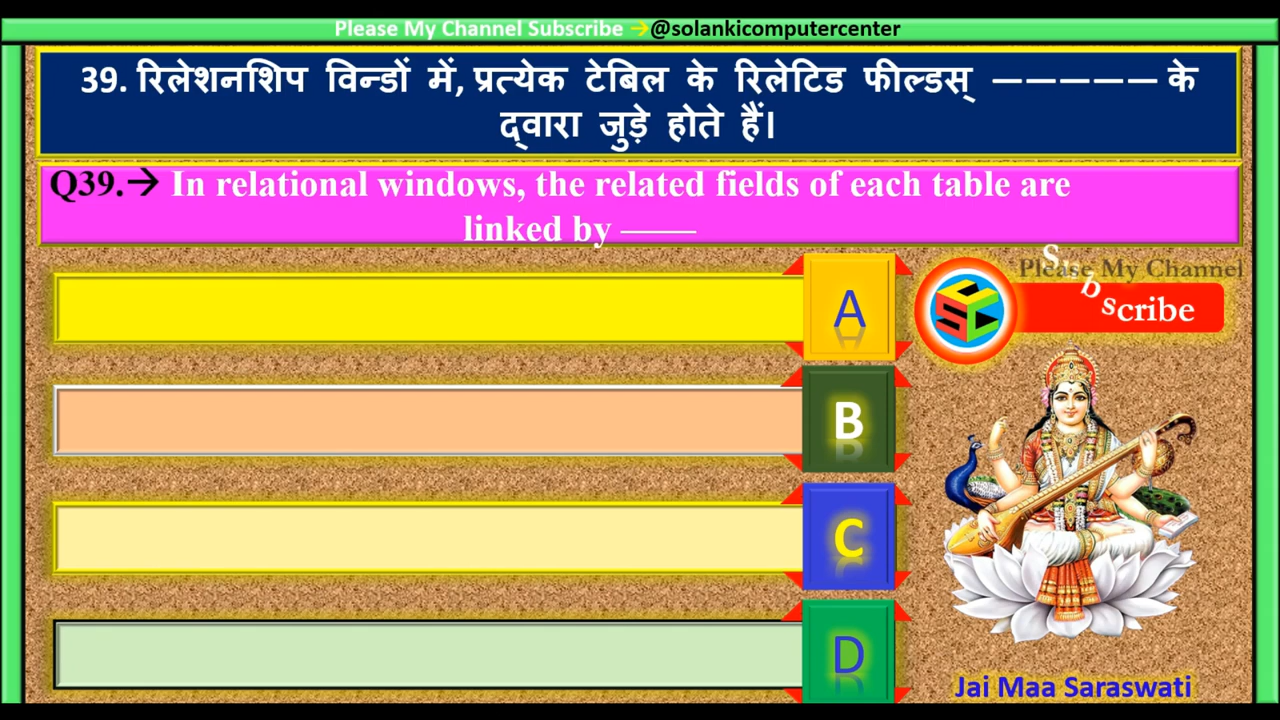 Please My Channel Subscribe →@solankicomputercenter
39. रिलेशनशिप विन्डों में, प्रत्येक टेबिल के रिलेटिड फील्डस् ————— के
द्वारा जुड़े होते हैं।
Q39.→ In relational windows, the related fields of each table are
linked by ——
A
Please My Channel
Subscribe
SCC
B
C
D
Jai Maa Saraswati